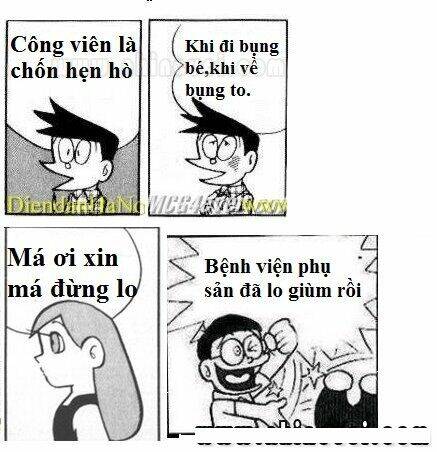 Công viên là
chốn hẹn hò
Khi đi bụng
bé,khi về
bụng to.
Má ơi xin
má đừng lo
Bệnh viện phụ
sản đã lo giùm rồi